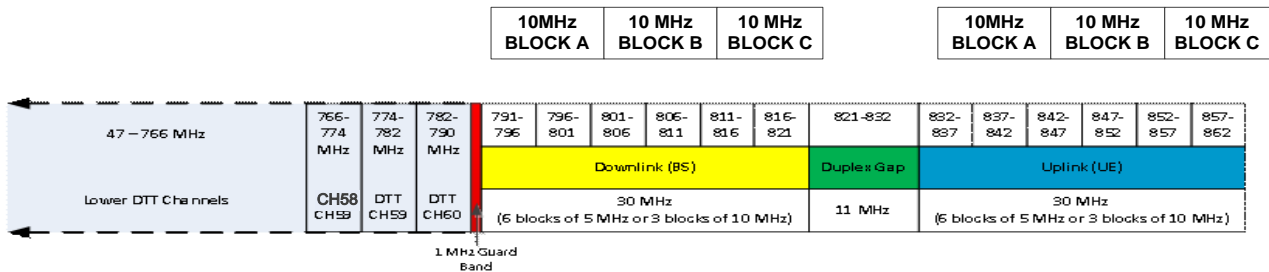 10MHz BLOCK A
10 MHz BLOCK B
10 MHz BLOCK C
10MHz BLOCK A
10 MHz BLOCK B
10 MHz BLOCK C
47 – 766 MHz
766-774 MHz
774-782 MHz
782-790 MHz
791-796
796-801
801-806
806-811
811-816
816-821
821-832
832-837
837-842
842-847
847-852
852-857
857-862
Downlink (BS)
Duplex Gap
Uplink (UE)
Lower DTT Channels
CH58
CH59
DTT CH59
DTT CH60
30 MHz
(6 blocks of 5 MHz or 3 blocks of 10 MHz)
11 MHz
30 MHz
(6 blocks of 5 MHz or 3 blocks of 10 MHz)
1 MHz Guard
Band